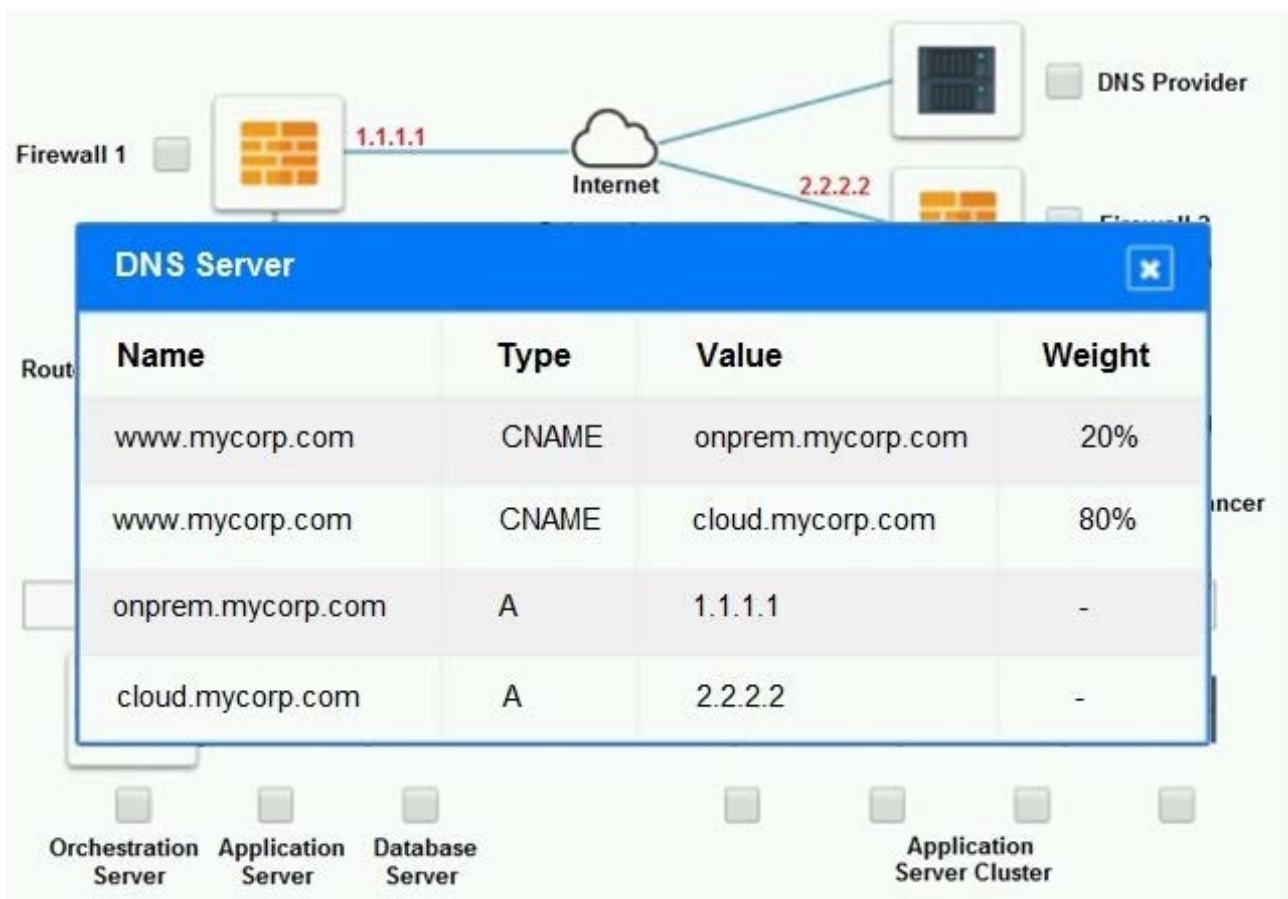 DNS Provider
Firewall 1
1.1.1.1
Internet
2.2.2.2
DNS Server
Name Type Value Weight
www.mycorp.com CNAME onprem.mycorp.com 20%
www.mycorp.com CNAME cloud.mycorp.com 80%
onprem.mycorp.com A 1.1.1.1 -
cloud.mycorp.com A 2.2.2.2 -
Orchestration Server
Application Server
Database Server
Application Server Cluster